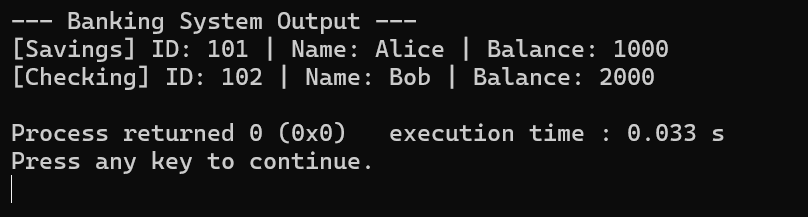 --- Banking System Output ---
[Savings] ID: 101 | Name: Alice | Balance: 1000
[Checking] ID: 102 | Name: Bob | Balance: 2000
Process returned 0 (0x0)   execution time : 0.033 s
Press any key to continue.